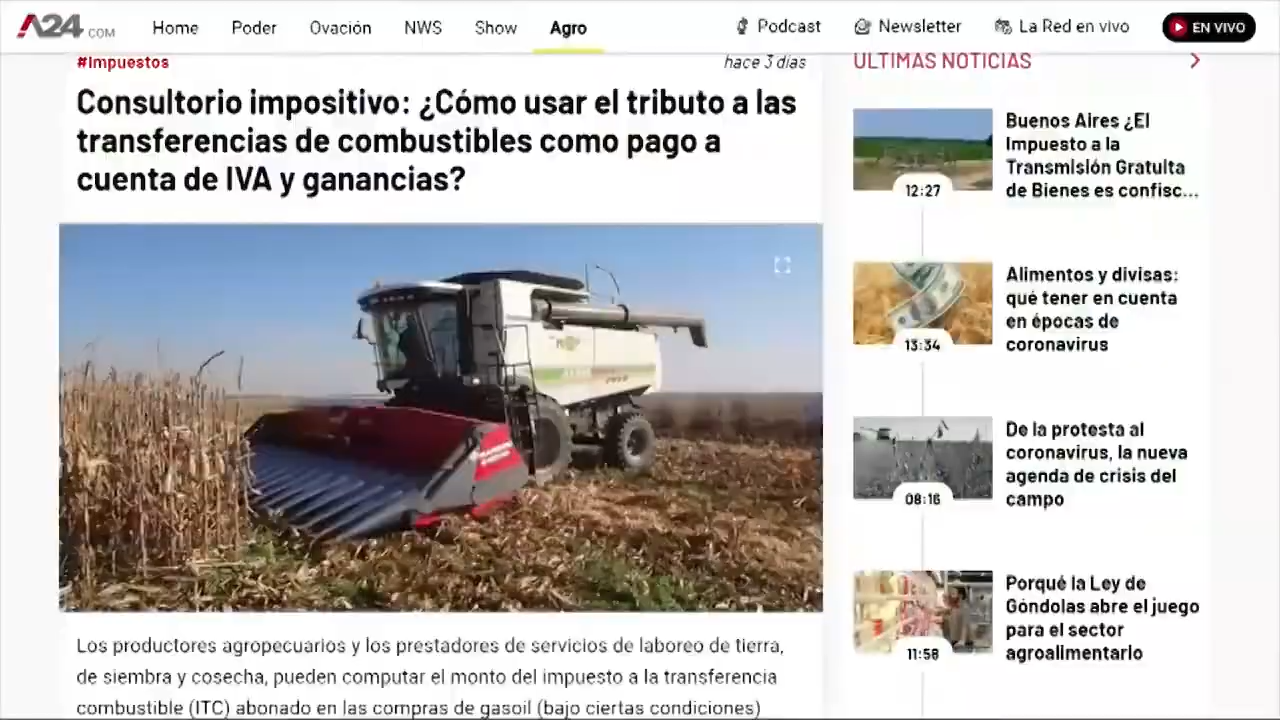 A24.COM
Home
Poder
Ovación
NWS
Show
Agro
Podcast
Newsletter
La Red en vivo
EN VIVO
#Impuestos
hace 3 días
Consultorio impositivo: ¿Cómo usar el tributo a las
transferencias de combustibles como pago a
cuenta de IVA y ganancias?
Los productores agropecuarios y los prestadores de servicios de laboreo de tierra,
de siembra y cosecha, pueden computar el monto del impuesto a la transferencia
combustible (ITC) abonado en las compras de gasoil (bajo ciertas condiciones)
ULTIMAS NOTICIAS
Buenos Aires ¿El
Impuesto a la
Transmisión Gratuita
de Bienes es confisc...
12:27
Alimentos y divisas:
qué tener en cuenta
en épocas de
coronavirus
13:34
De la protesta al
coronavirus, la nueva
agenda de crisis del
campo
08:16
Porqué la Ley de
Góndolas abre el juego
para el sector
agroalimentario
11:58